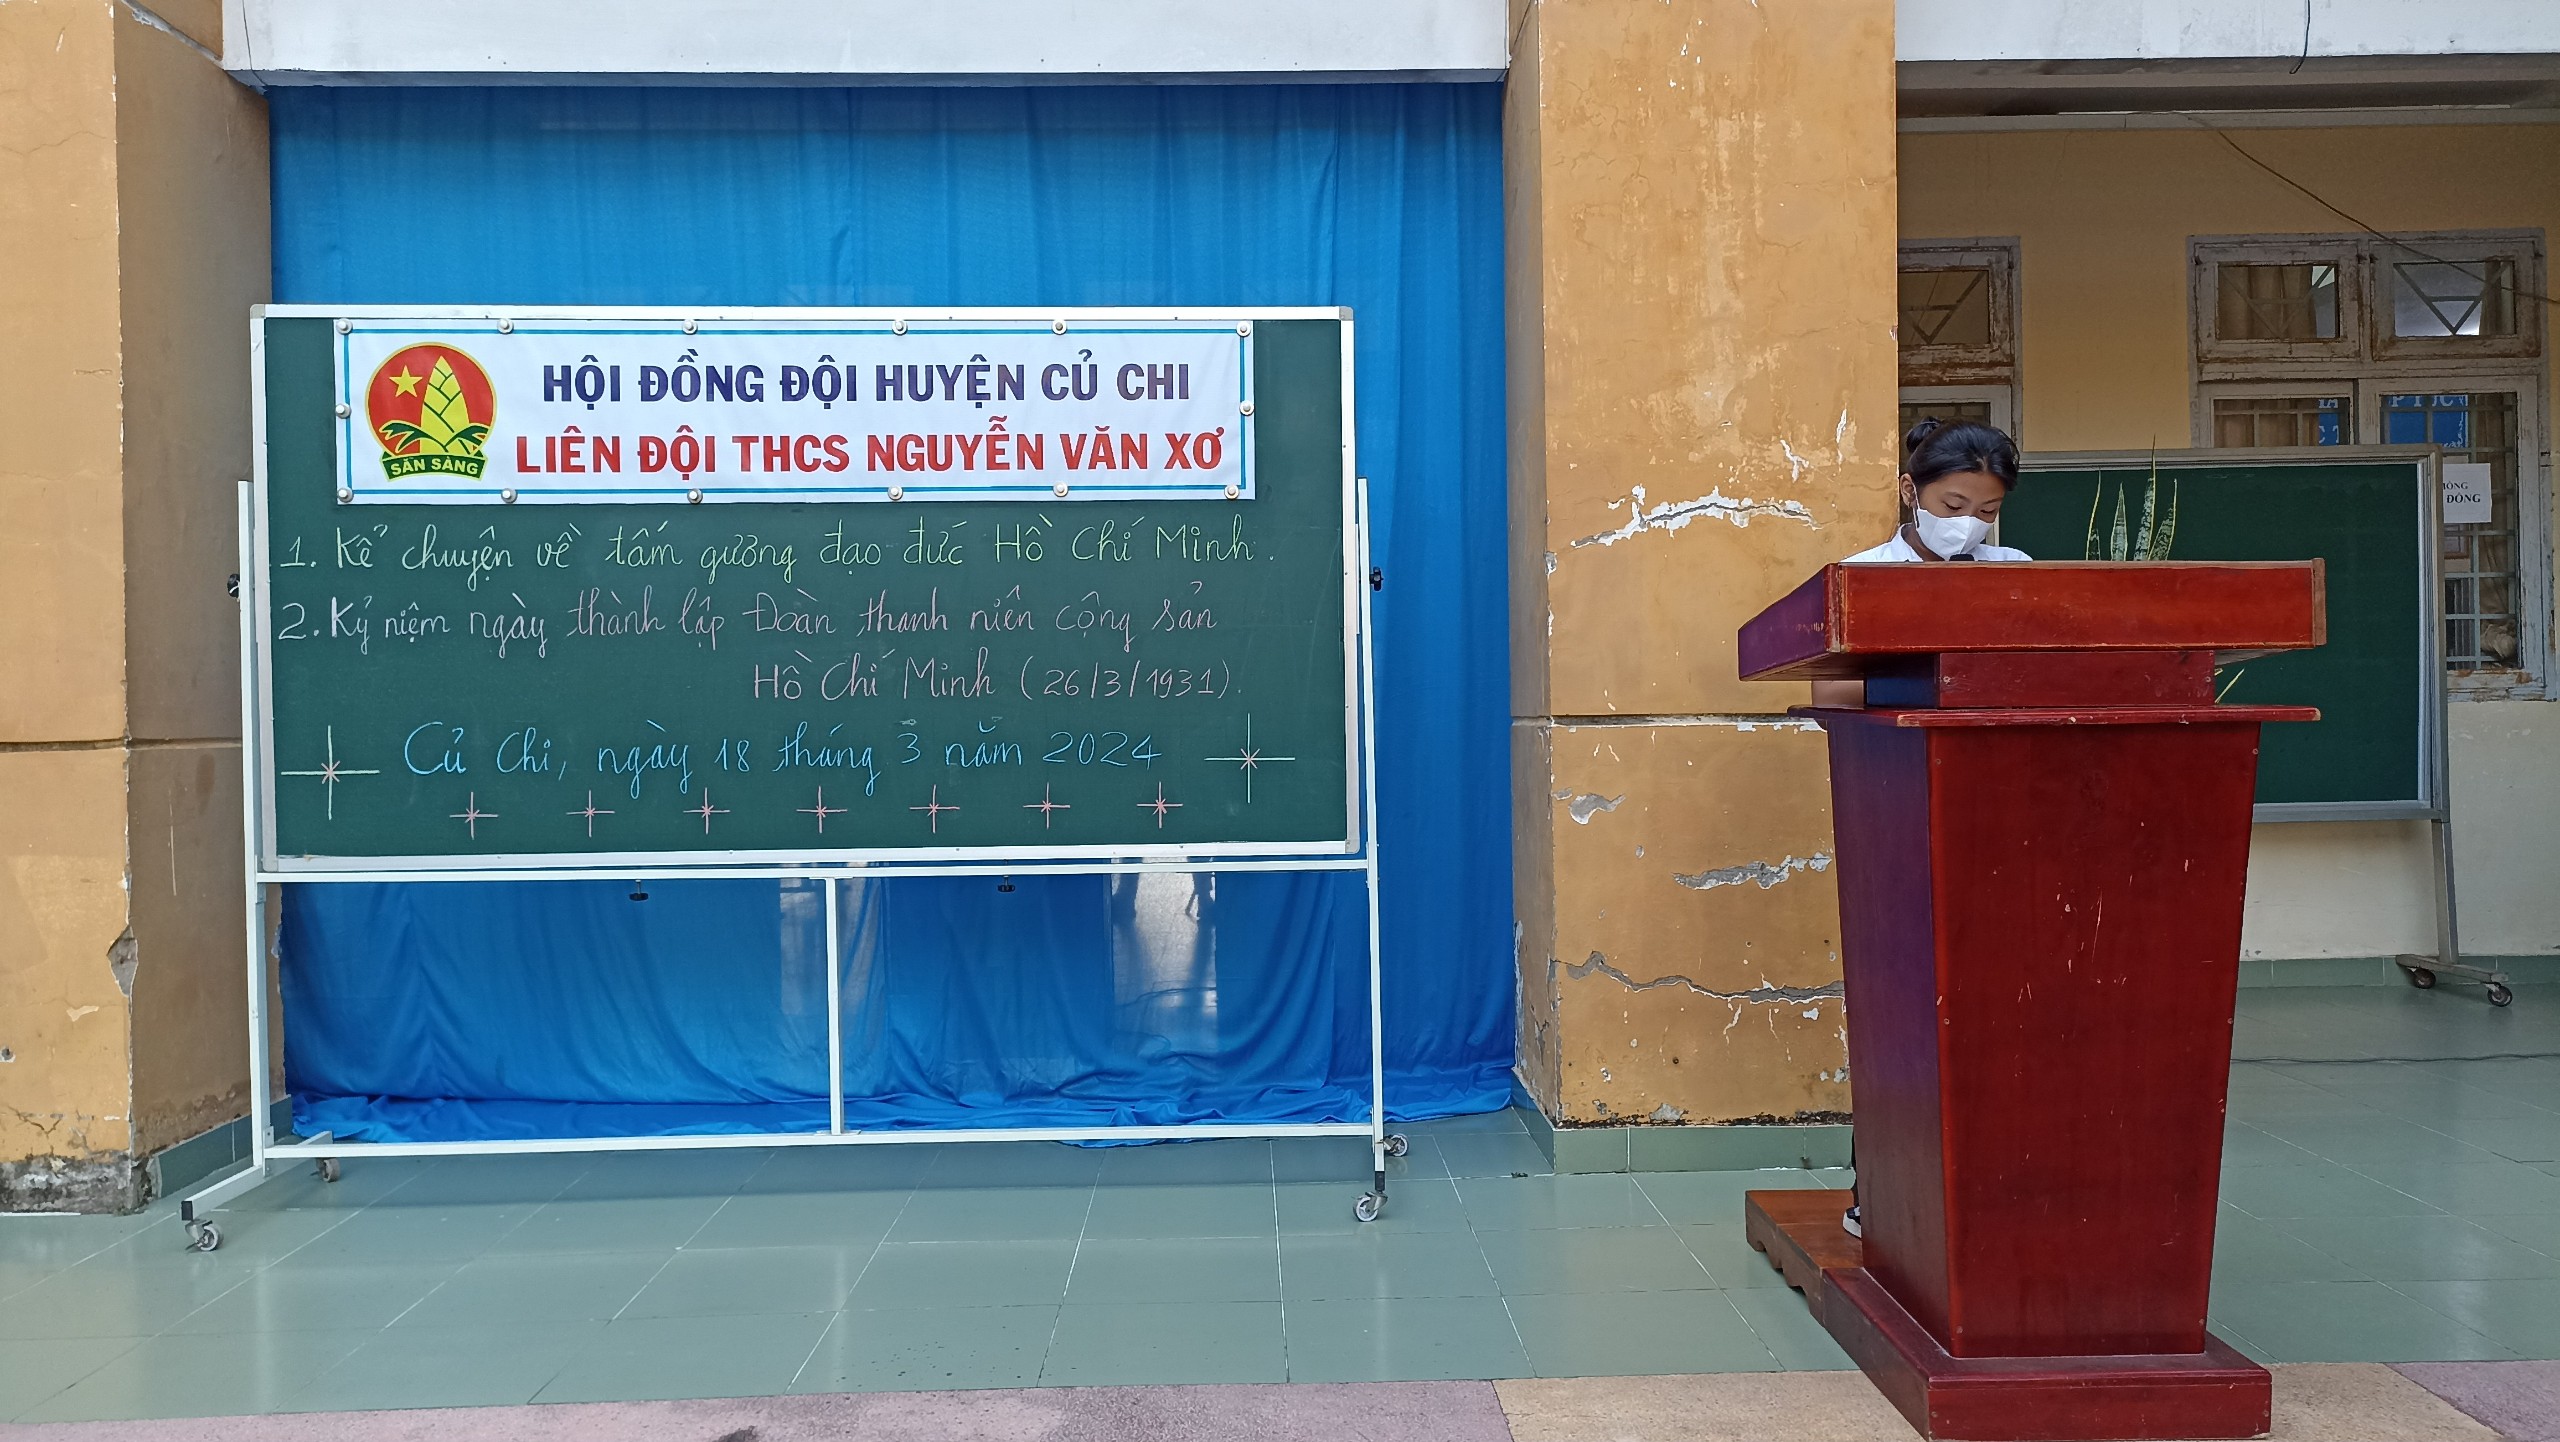 HỘI ĐỒNG ĐỘI HUYỆN CỦ CHI
LIÊN ĐỘI THCS NGUYỄN VĂN XƠ
SẴN SÀNG
1. Kể chuyện về tấm gương đạo đức Hồ Chí Minh.
2. Kỷ niệm ngày thành lập Đoàn thanh niên cộng sản
Hồ Chí Minh (26/3/1931).
Củ Chi, ngày 18 tháng 3 năm 2024
ĐỒNG